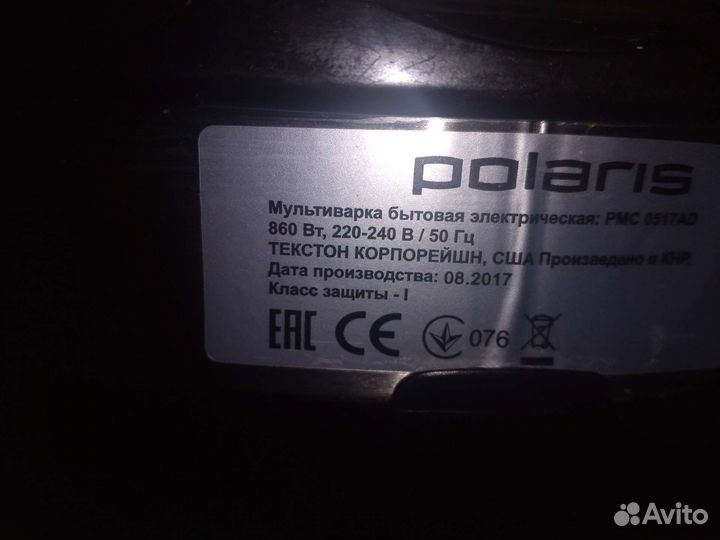 polaris
Мультиварка бытовая электрическая: PMC 0517AD
860 Вт, 220-240 В / 50 Гц
ТЕКСТОН КОРПОРЕЙШН, США Произведено в КНР.
Дата производства: 08.2017
Класс защиты - I
EAC CE 076
Avito